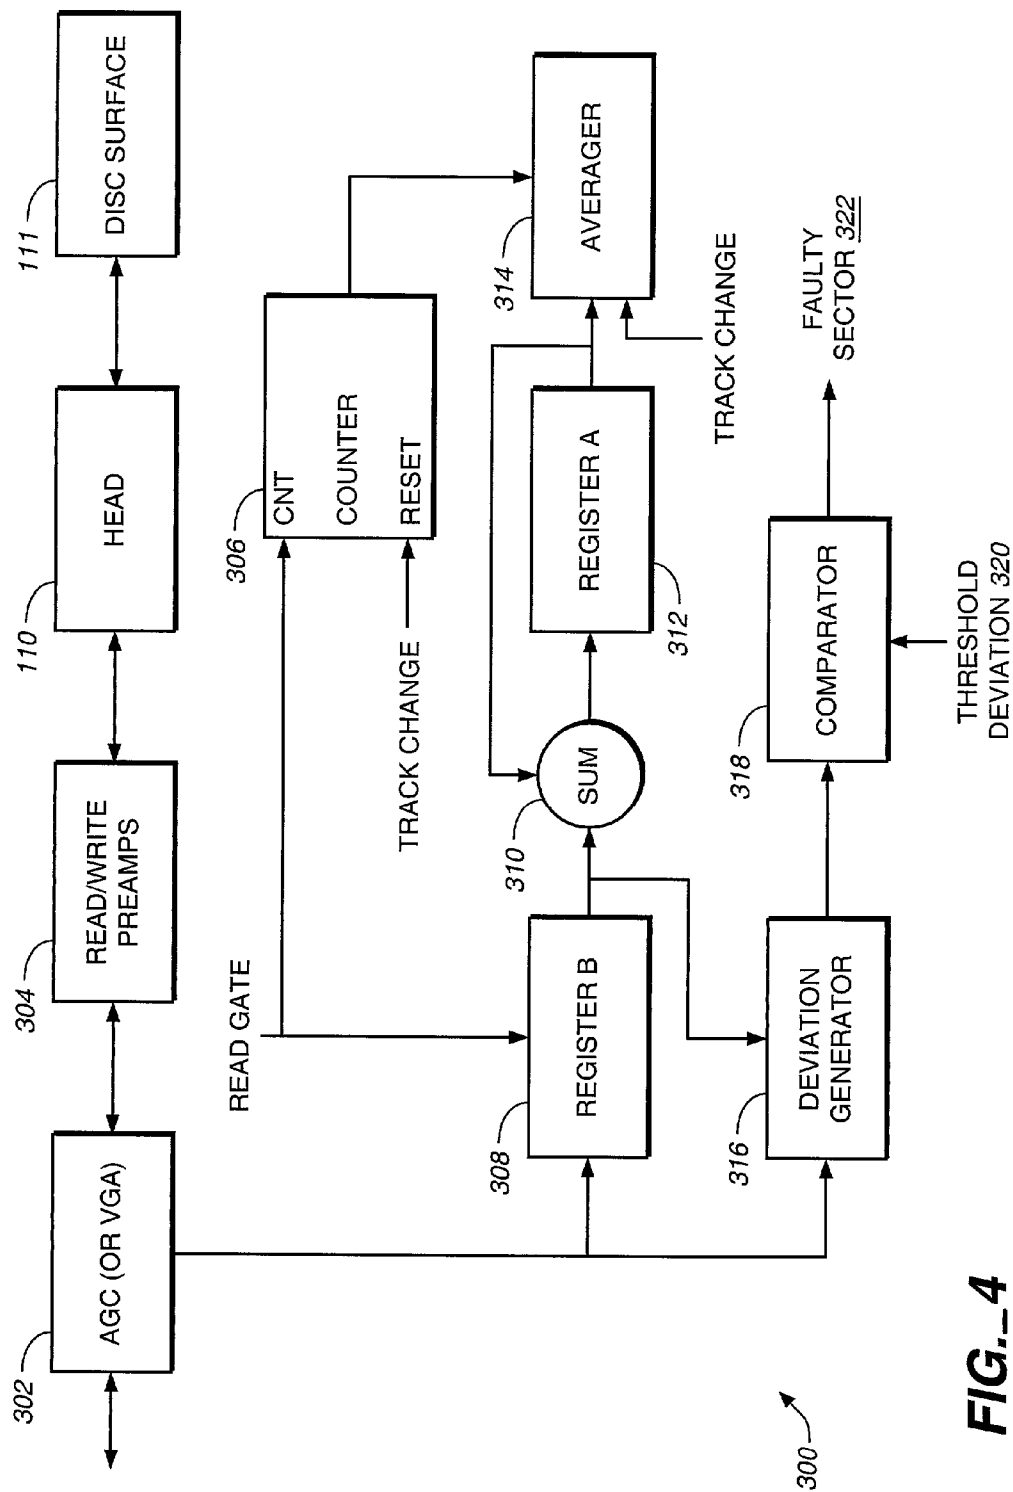 302
AGC (OR VGA)
304
READ/WRITE
PREAMPS
110
HEAD
111
DISC SURFACE
READ GATE
306
CNT
COUNTER
RESET
TRACK CHANGE
308
REGISTER B
310
SUM
REGISTER A
312
314
AVERAGER
TRACK CHANGE
316
DEVIATION
GENERATOR
318
COMPARATOR
FAULTY
SECTOR 322
THRESHOLD
DEVIATION 320
300
FIG._4